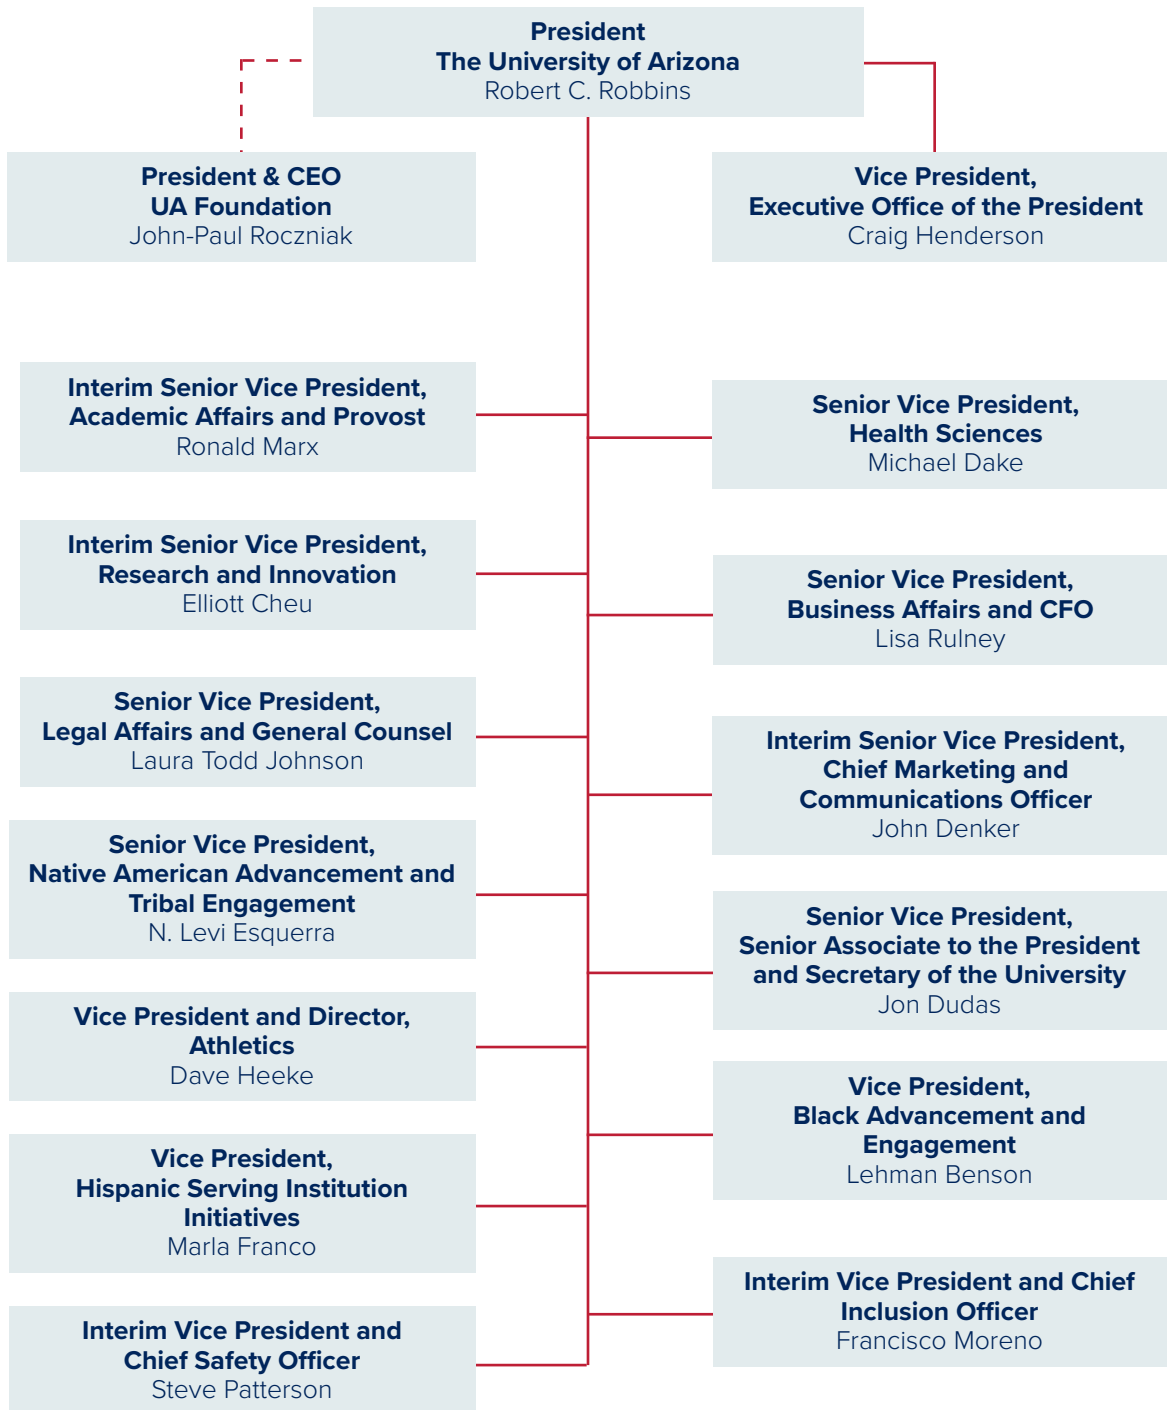 President
The University of Arizona
Robert C. Robbins
President & CEO
UA Foundation
John-Paul Roczniak
Vice President,
Executive Office of the President
Craig Henderson
Interim Senior Vice President,
Academic Affairs and Provost
Ronald Marx
Senior Vice President,
Health Sciences
Michael Dake
Interim Senior Vice President,
Research and Innovation
Elliott Cheu
Senior Vice President,
Business Affairs and CFO
Lisa Rulney
Senior Vice President,
Legal Affairs and General Counsel
Laura Todd Johnson
Interim Senior Vice President,
Chief Marketing and
Communications Officer
John Denker
Senior Vice President,
Native American Advancement and
Tribal Engagement
N. Levi Esquerra
Senior Vice President,
Senior Associate to the President
and Secretary of the University
Jon Dudas
Vice President and Director,
Athletics
Dave Heeke
Vice President,
Black Advancement and
Engagement
Lehman Benson
Vice President,
Hispanic Serving Institution
Initiatives
Marla Franco
Interim Vice President and Chief
Inclusion Officer
Francisco Moreno
Interim Vice President and
Chief Safety Officer
Steve Patterson